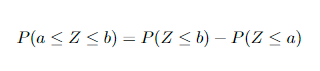 P(a ≤ Z ≤ b) = P(Z ≤ b) − P(Z ≤ a)